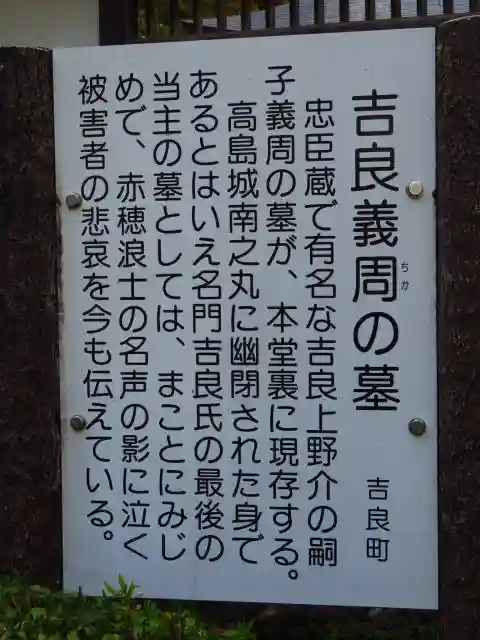 吉良義周の墓
ちか
吉良町
忠臣蔵で有名な吉良上野介の嗣
子義周の墓が、本堂裏に現存する。
高島城南之丸に幽閉された身で
あるとはいえ名門吉良氏の最後の
当主の墓としては、まことにみじ
めで、赤穂浪士の名声の影に泣く
被害者の悲哀を今も伝えている。